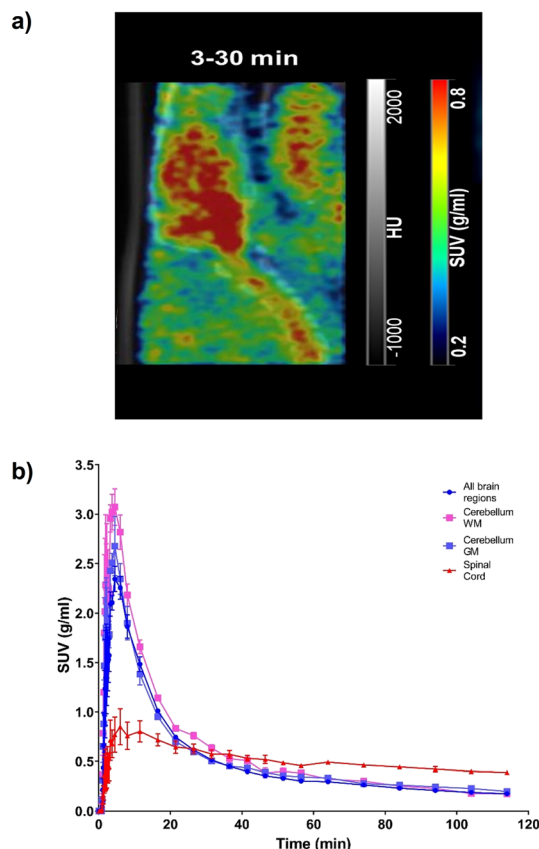 a)
3-30 min
2000
HU
-1000
0.8
SUV (g/ml)
0.2
b)
3.5
3.0
2.5
2.0
1.5
1.0
0.5
0.0
SUV (g/ml)
0
20
40
60
80
100
120
Time (min)
All brain
regions
Cerebellum
WM
Cerebellum
GM
Spinal
Cord